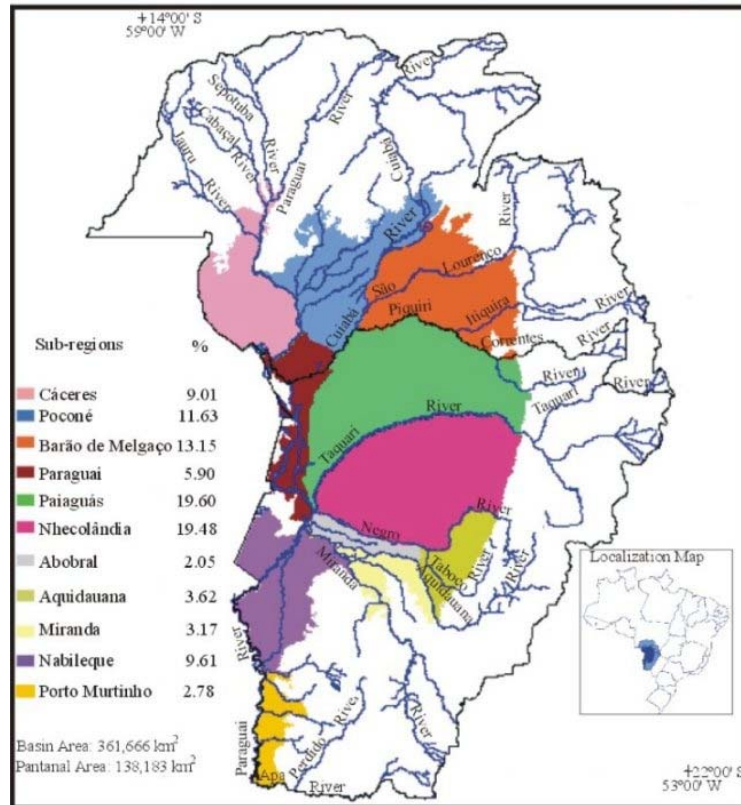 +14°00' S
59°00' W
River
Sepotuba
Cabaçal
River
River
Jauru
River
Paraguai
River
Cuiabá
River
River
São
Lourenço
Cuiabá
Piquiri
Itiquira
River
Correntes
River
River
Taquari
River
Taquari
River
Negro
River
Miranda
Taboco
River
River
Aquidauana
River
Paraguai
Perdido
River
River
Apa
River
Sub-regions %
Cáceres 9.01
Poconé 11.63
Barão de Melgaço 13.15
Paraguai 5.90
Paiaguás 19.60
Nhecolândia 19.48
Abobral 2.05
Aquidauana 3.62
Miranda 3.17
Nabileque 9.61
Porto Murtinho 2.78
Basin Area: 361,666 km²
Pantanal Area: 138,183 km²
Localization Map
+22°00' S
53°00' W